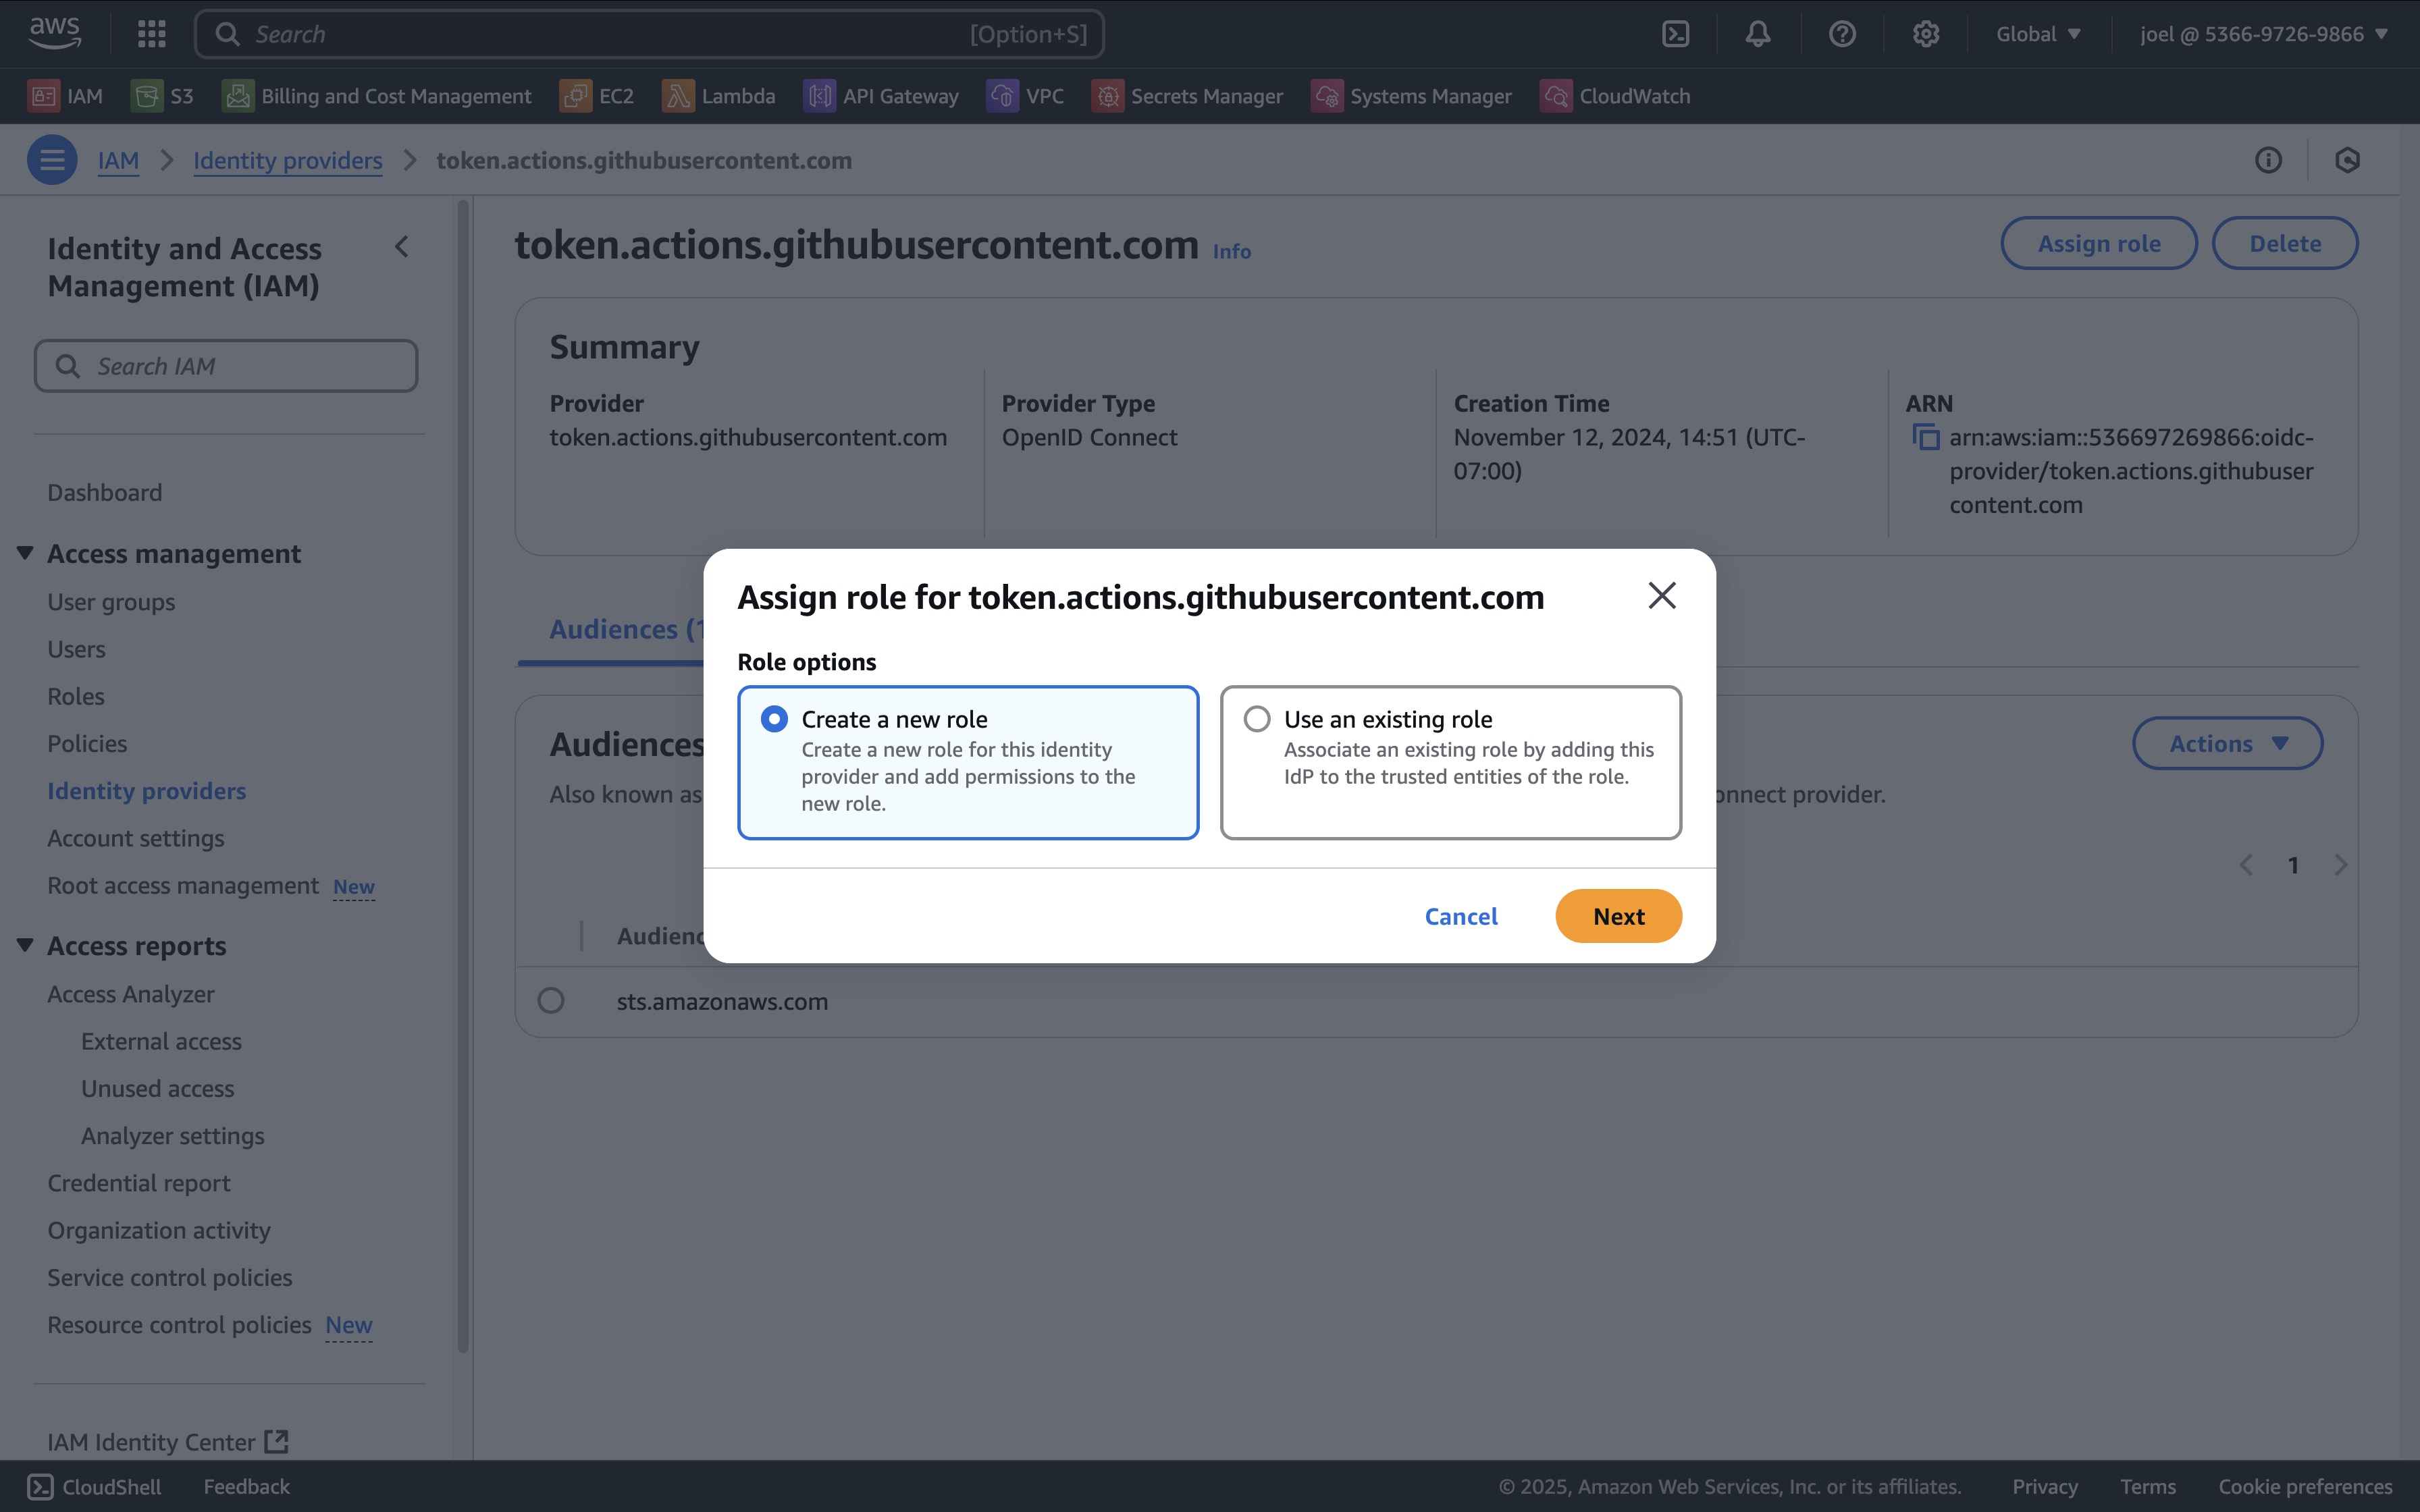 aws
Search [Option+S]
Global joel @ 5366-9726-9866
IAM S3 Billing and Cost Management EC2 Lambda API Gateway VPC Secrets Manager Systems Manager CloudWatch
IAM Identity providers token.actions.githubusercontent.com
Identity and Access
Management (IAM)
Search IAM
Dashboard
Access management
User groups
Users
Roles
Policies
Identity providers
Account settings
Root access management New
Access reports
Access Analyzer
External access
Unused access
Analyzer settings
Credential report
Organization activity
Service control policies
Resource control policies New
IAM Identity Center
token.actions.githubusercontent.com Info
Assign role Delete
Summary
Provider
token.actions.githubusercontent.com
Provider Type
OpenID Connect
Creation Time
November 12, 2024, 14:51 (UTC-
07:00)
ARN
arn:aws:iam::536697269866:oidc-
provider/token.actions.githubuser
content.com
Audiences (1
Audiences
Actions
Also known as
onnect provider.
1
Audienc
sts.amazonaws.com
Assign role for token.actions.githubusercontent.com
Role options
Create a new role
Create a new role for this identity
provider and add permissions to the
new role.
Use an existing role
Associate an existing role by adding this
IdP to the trusted entities of the role.
Cancel Next
CloudShell Feedback
© 2025, Amazon Web Services, Inc. or its affiliates. Privacy Terms Cookie preferences